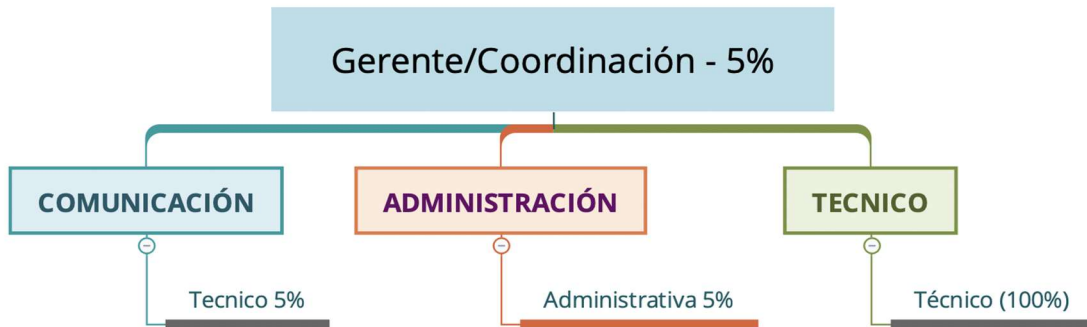 Gerente/Coordinación - 5%
COMUNICACIÓN
ADMINISTRACIÓN
TECNICO
Tecnico 5%
Administrativa 5%
Técnico (100%)